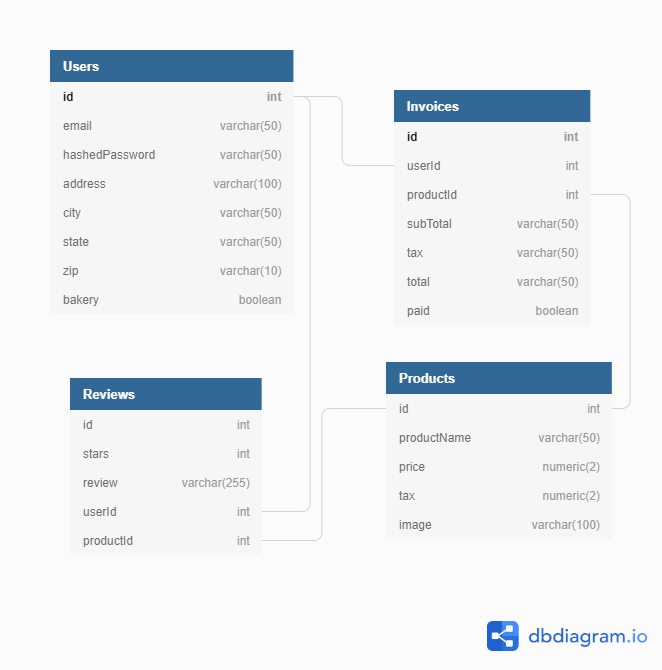 Users
id int
email varchar(50)
hashedPassword varchar(50)
address varchar(100)
city varchar(50)
state varchar(50)
zip varchar(10)
bakery boolean
Invoices
id int
userId int
productId int
subTotal varchar(50)
tax varchar(50)
total varchar(50)
paid boolean
Reviews
id int
stars int
review varchar(255)
userId int
productId int
Products
id int
productName varchar(50)
price numeric(2)
tax numeric(2)
image varchar(100)
dbdiagram.io